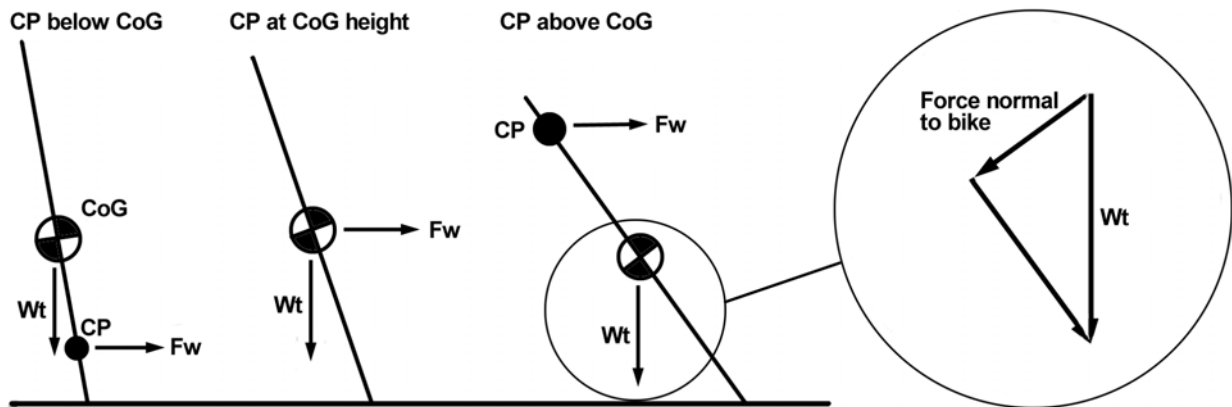 CP below CoG
CP at CoG height
CP above CoG
CoG
Wt
CP
Fw
Fw
Wt
CP
Fw
Wt
Force normal
to bike
Wt